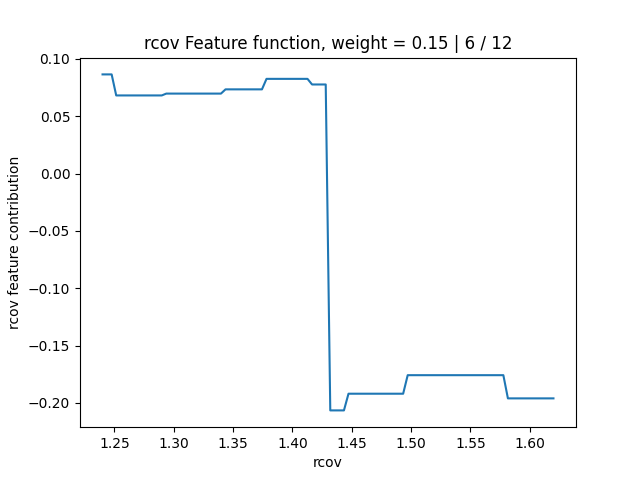 rcov Feature function, weight = 0.15 | 6 / 12
rcov feature contribution
0.10
0.05
0.00
−0.05
−0.10
−0.15
−0.20
1.25 1.30 1.35 1.40 1.45 1.50 1.55 1.60
rcov